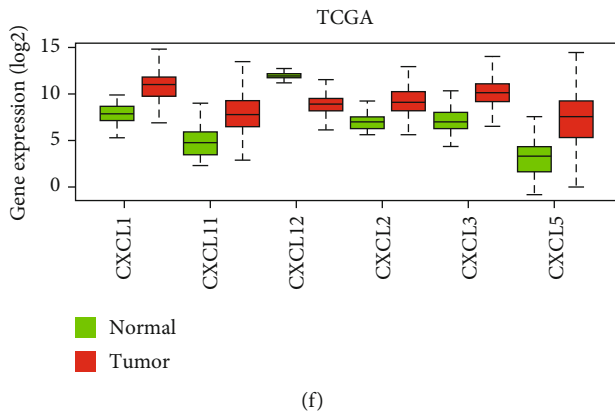 TCGA
Gene expression (log2)
15
10
5
0
CXCL1
CXCL11
CXCL12
CXCL2
CXCL3
CXCL5
Normal
Tumor
(f)